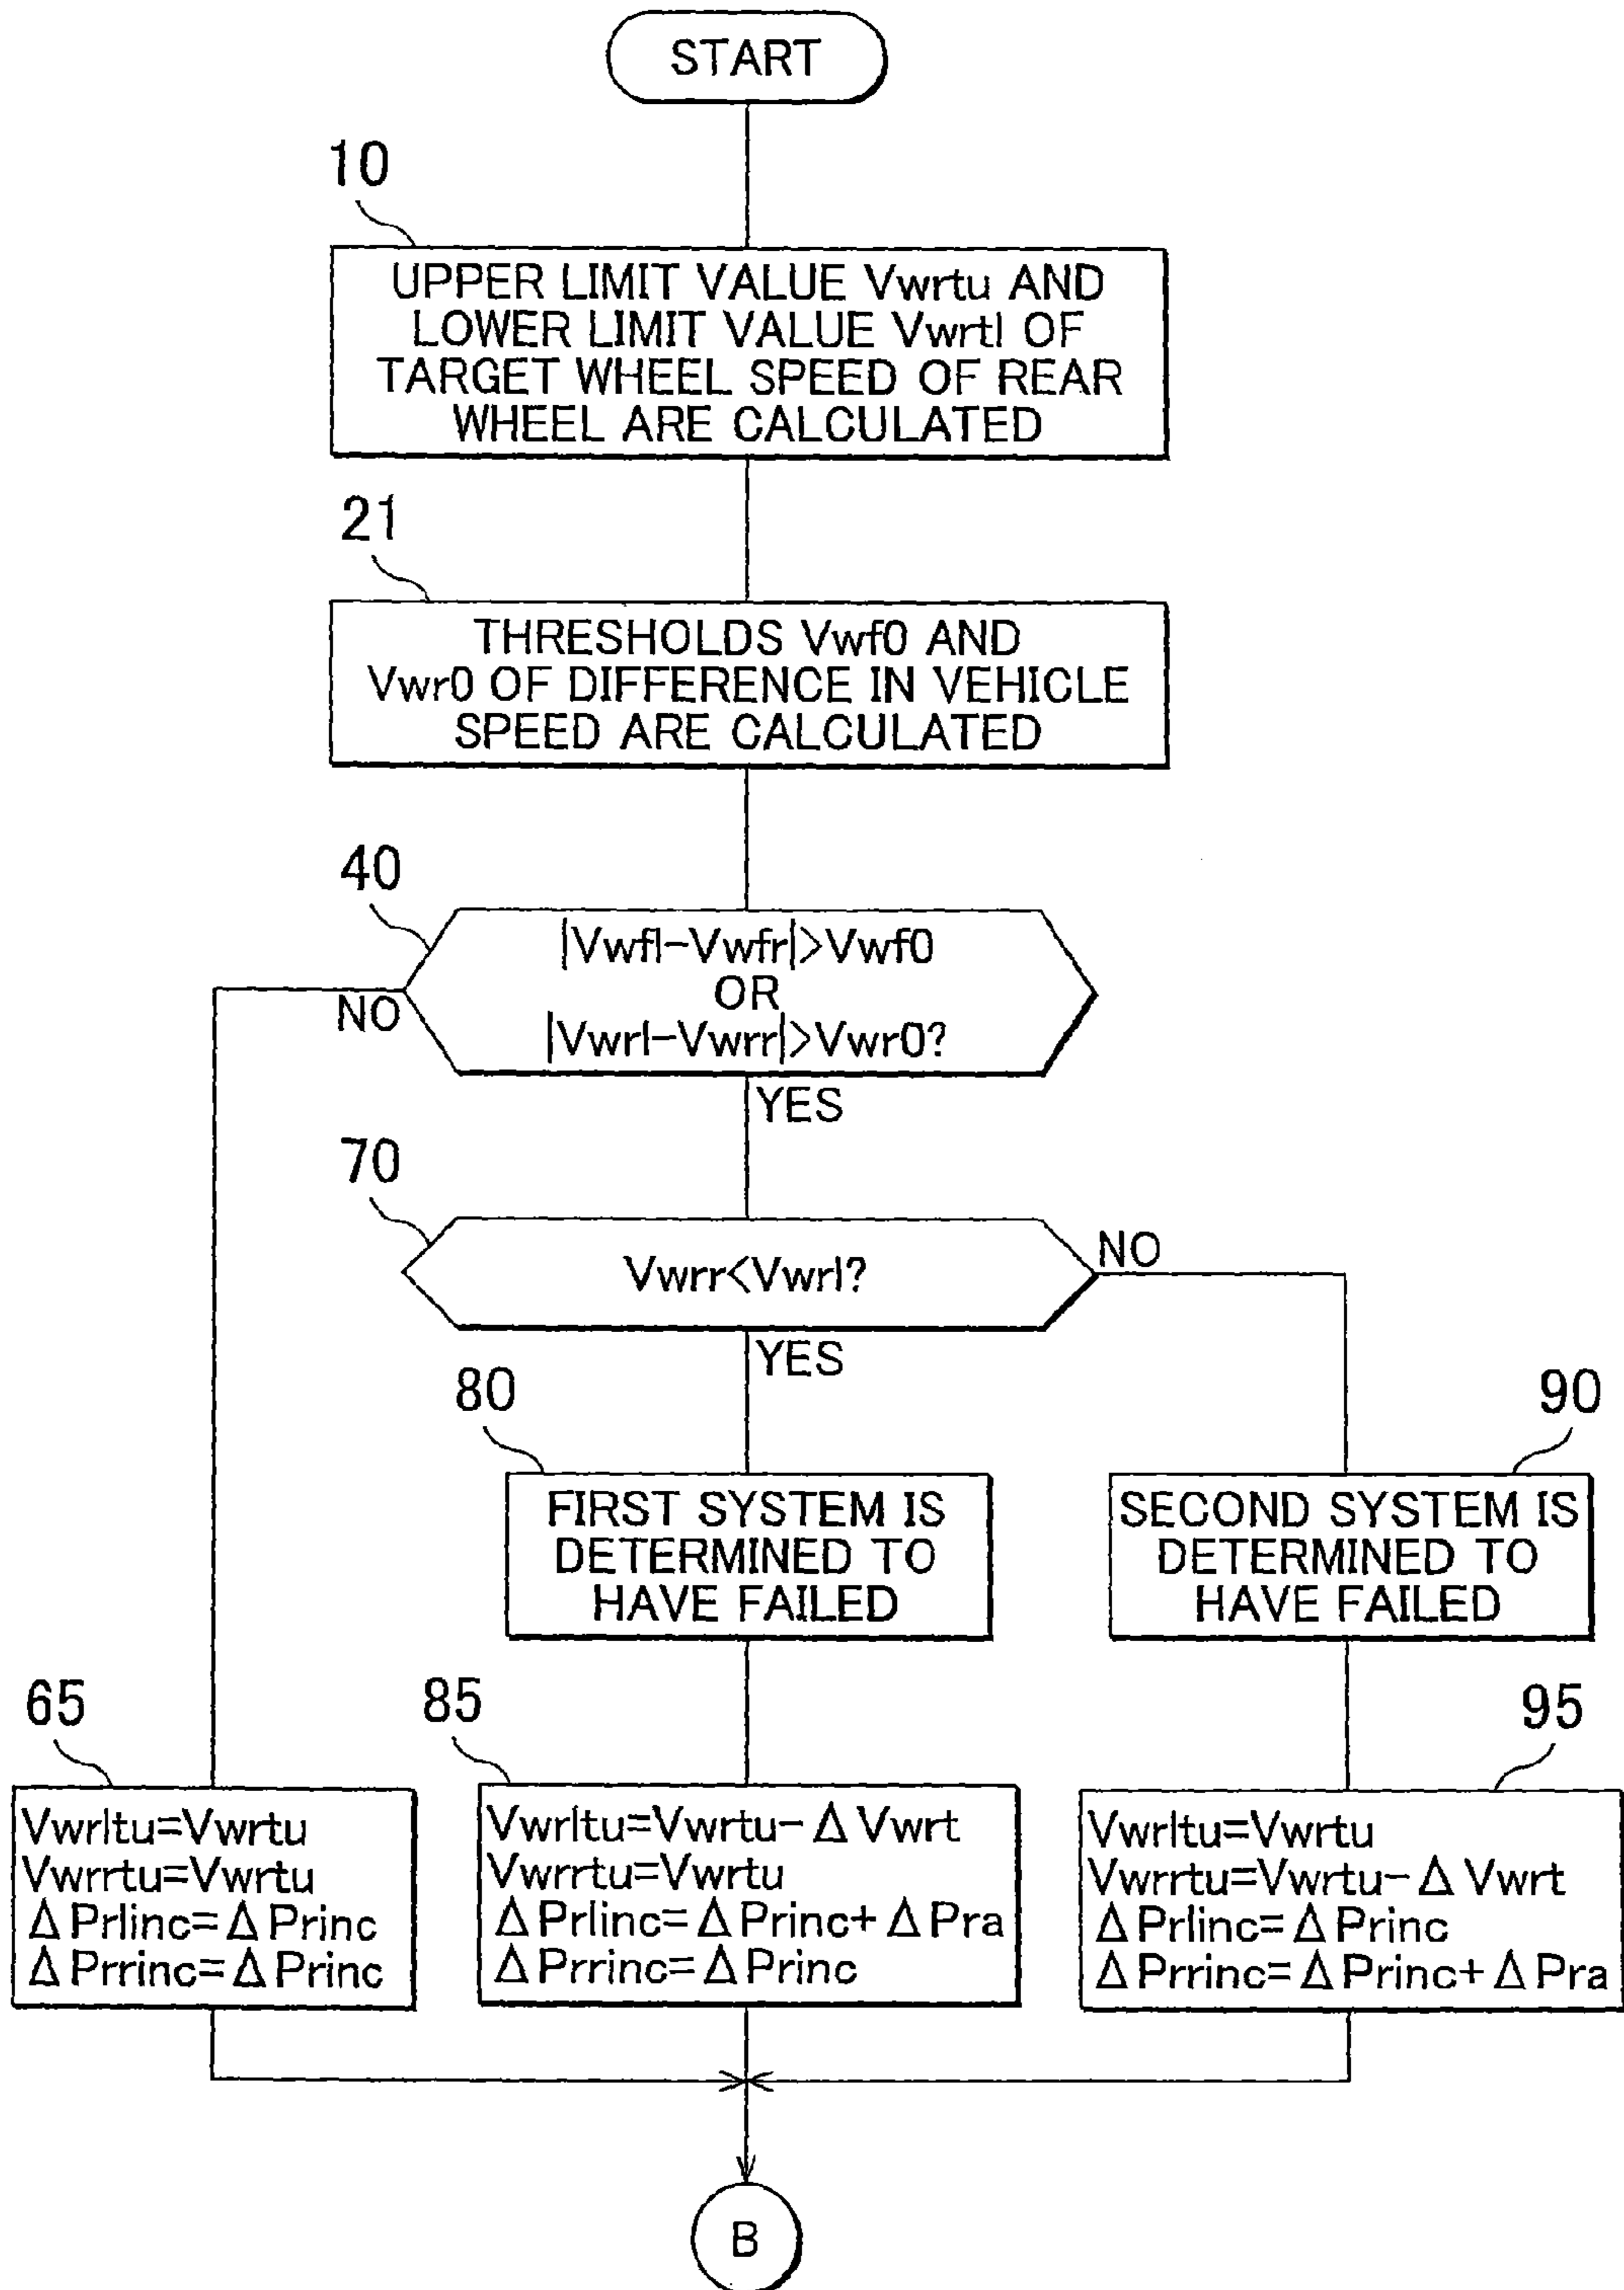 START
10
UPPER LIMIT VALUE Vwrtu AND
LOWER LIMIT VALUE Vwrtl OF
TARGET WHEEL SPEED OF REAR
WHEEL ARE CALCULATED
21
THRESHOLDS Vwf0 AND
Vwr0 OF DIFFERENCE IN VEHICLE
SPEED ARE CALCULATED
40
|Vwfl-Vwfr|>Vwf0
OR
|Vwrl-Vwrr|>Vwr0?
NO
YES
70
Vwrr<Vwrl?
NO
YES
80
FIRST SYSTEM IS
DETERMINED TO
HAVE FAILED
90
SECOND SYSTEM IS
DETERMINED TO
HAVE FAILED
65
Vwrltu=Vwrtu
Vwrrtu=Vwrtu
ΔPrlinc=ΔPrinc
ΔPrrinc=ΔPrinc
85
Vwrltu=Vwrtu-ΔVwrt
Vwrrtu=Vwrtu
ΔPrlinc=ΔPrinc+ΔPra
ΔPrrinc=ΔPrinc
95
Vwrltu=Vwrtu
Vwrrtu=Vwrtu-ΔVwrt
ΔPrlinc=ΔPrinc
ΔPrrinc=ΔPrinc+ΔPra
B